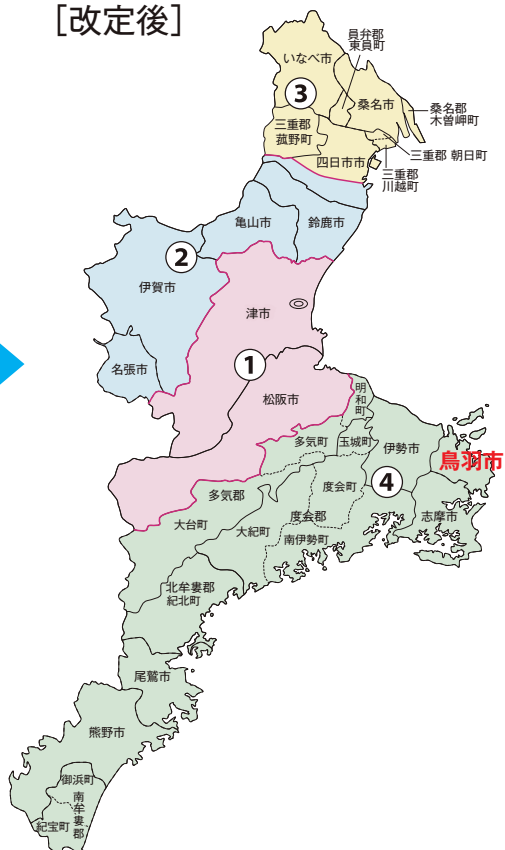 ［改定後］
員弁郡
東員町
いなべ市
③
桑名市
桑名郡
木曽岬町
三重郡
菰野町
四日市市
三重郡 朝日町
三重郡
川越町
亀山市
鈴鹿市
②
伊賀市
津市
名張市
①
松阪市
明和町
多気町
玉城町
伊勢市
鳥羽市
④
度会町
多気郡
度会郡
志摩市
大台町
大紀町
南伊勢町
北牟婁郡
紀北町
尾鷲市
熊野市
御浜町
南牟婁郡
紀宝町